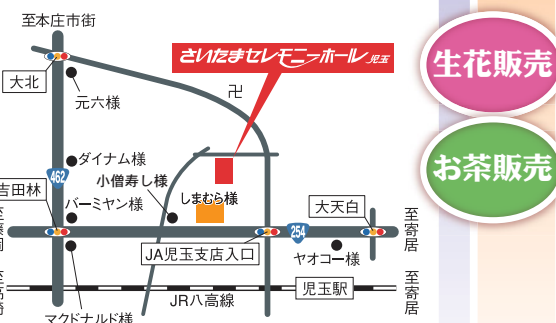 至本庄市街
さいたまセレモニーホール児玉
生花販売
大北
元六様
卍
ダイナム様
462
小僧寿し様
お茶販売
吉田林
バーミヤン様
しまむら様
大天白
至寄居
254
JA児玉支店入口
ヤオコー様
JR八高線
児玉駅
至寄居
マクドナルド様